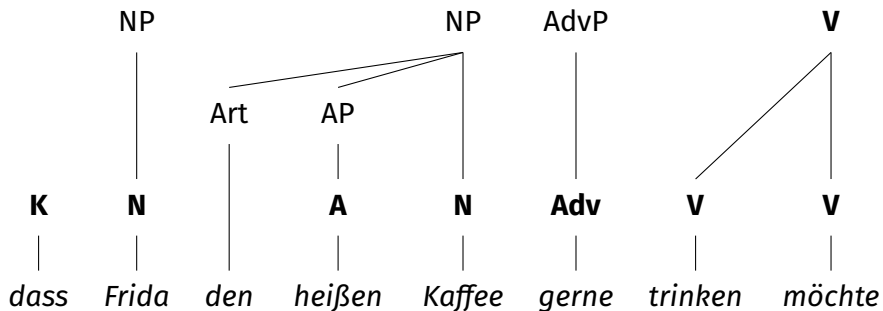 NP NP AdvP V
Art AP
K N A N Adv V V
dass Frida den heißen Kaffee gerne trinken möchte